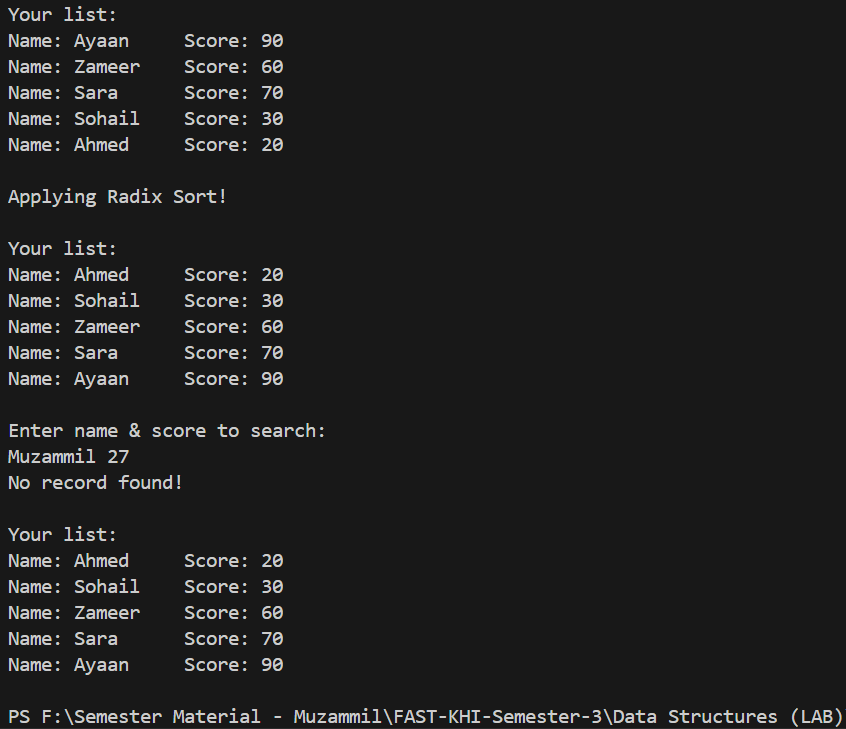 Your list:
Name: Ayaan     Score: 90
Name: Zameer    Score: 60
Name: Sara      Score: 70
Name: Sohail    Score: 30
Name: Ahmed     Score: 20

Applying Radix Sort!

Your list:
Name: Ahmed     Score: 20
Name: Sohail    Score: 30
Name: Zameer    Score: 60
Name: Sara      Score: 70
Name: Ayaan     Score: 90

Enter name & score to search:
Muzammil 27
No record found!

Your list:
Name: Ahmed     Score: 20
Name: Sohail    Score: 30
Name: Zameer    Score: 60
Name: Sara      Score: 70
Name: Ayaan     Score: 90

PS F:\Semester Material - Muzammil\FAST-KHI-Semester-3\Data Structures (LAB)